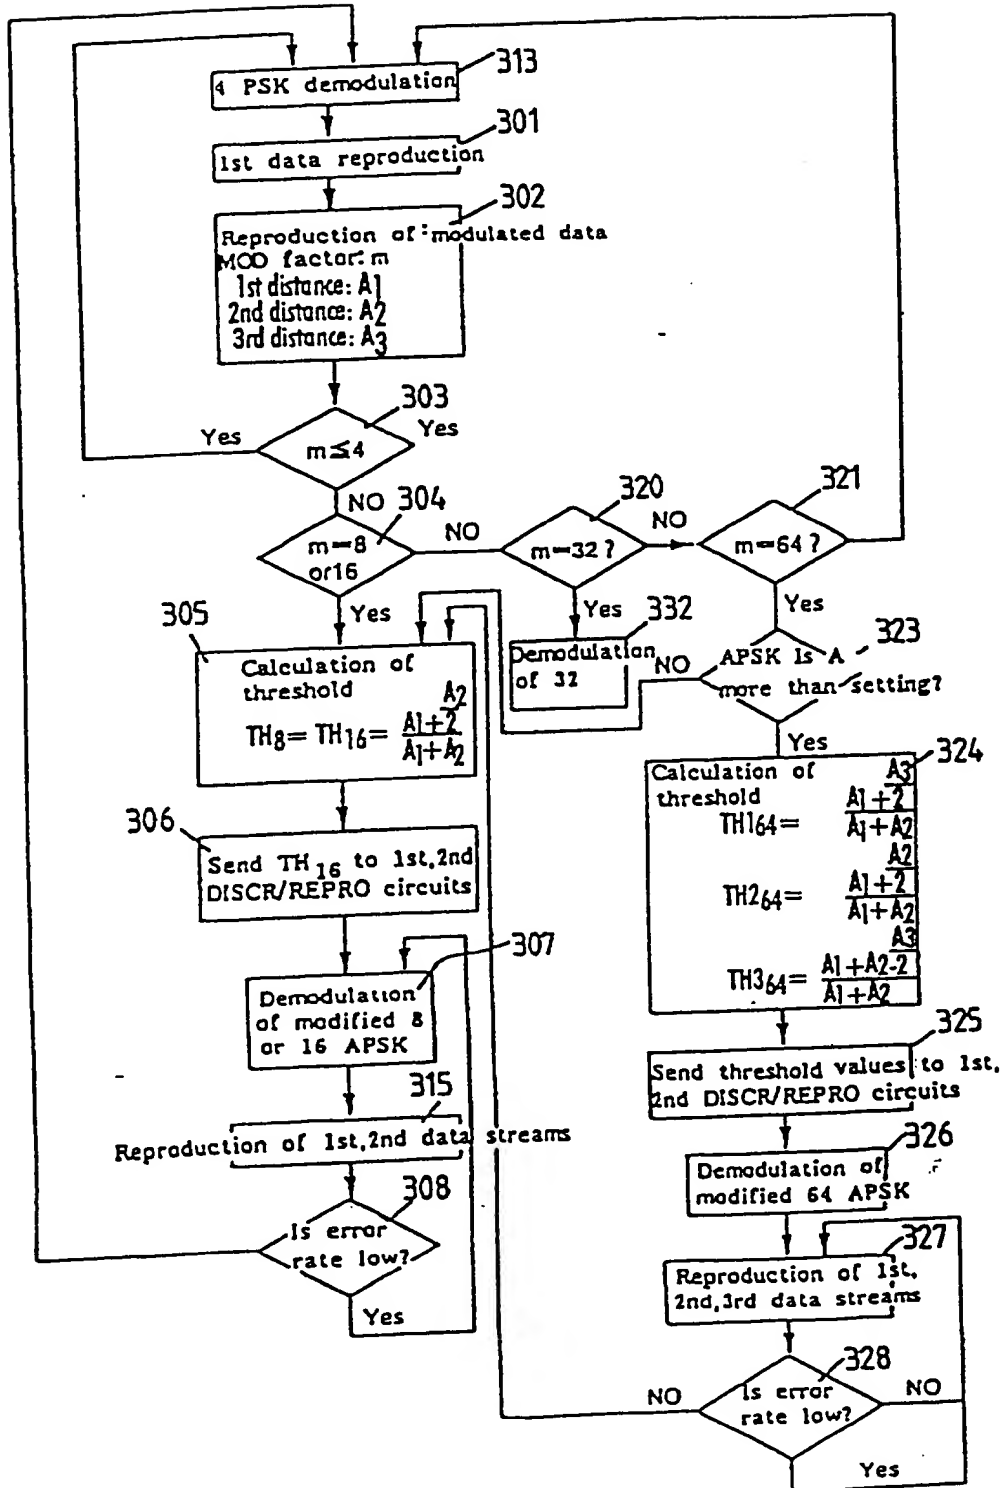 313
4 PSK demodulation
301
1st data reproduction
302
Reproduction of: modulated data
MOD factor: m
1st distance: A1
2nd distance: A2
3rd distance: A3
303
Yes
m≤4
Yes
NO
304
m=8
or16
NO
320
m=32?
NO
321
m=64?
Yes
Yes
Yes
305
Calculation of
threshold
TH8= TH16= (A1+A2/2)/(A1+A2)
332
Demodulation
of 32
NO
323
APSK Is A
more than setting?
Yes
324
Calculation of
threshold
TH164= (A1+A3/2)/(A1+A2)
TH264= (A1+A2/2)/(A1+A2)
TH364= (A1+A2-A3/2)/(A1+A2)
306
Send TH16 to 1st,2nd
DISCR/REPRO circuits
307
Demodulation
of modified 8
or 16 APSK
325
Send threshold values to 1st,
2nd DISCR/REPRO circuits
315
Reproduction of 1st,2nd data streams
326
Demodulation of
modified 64 APSK
308
Is error
rate low?
Yes
327
Reproduction of 1st,
2nd,3rd data streams
328
NO
Is error
rate low?
NO
Yes